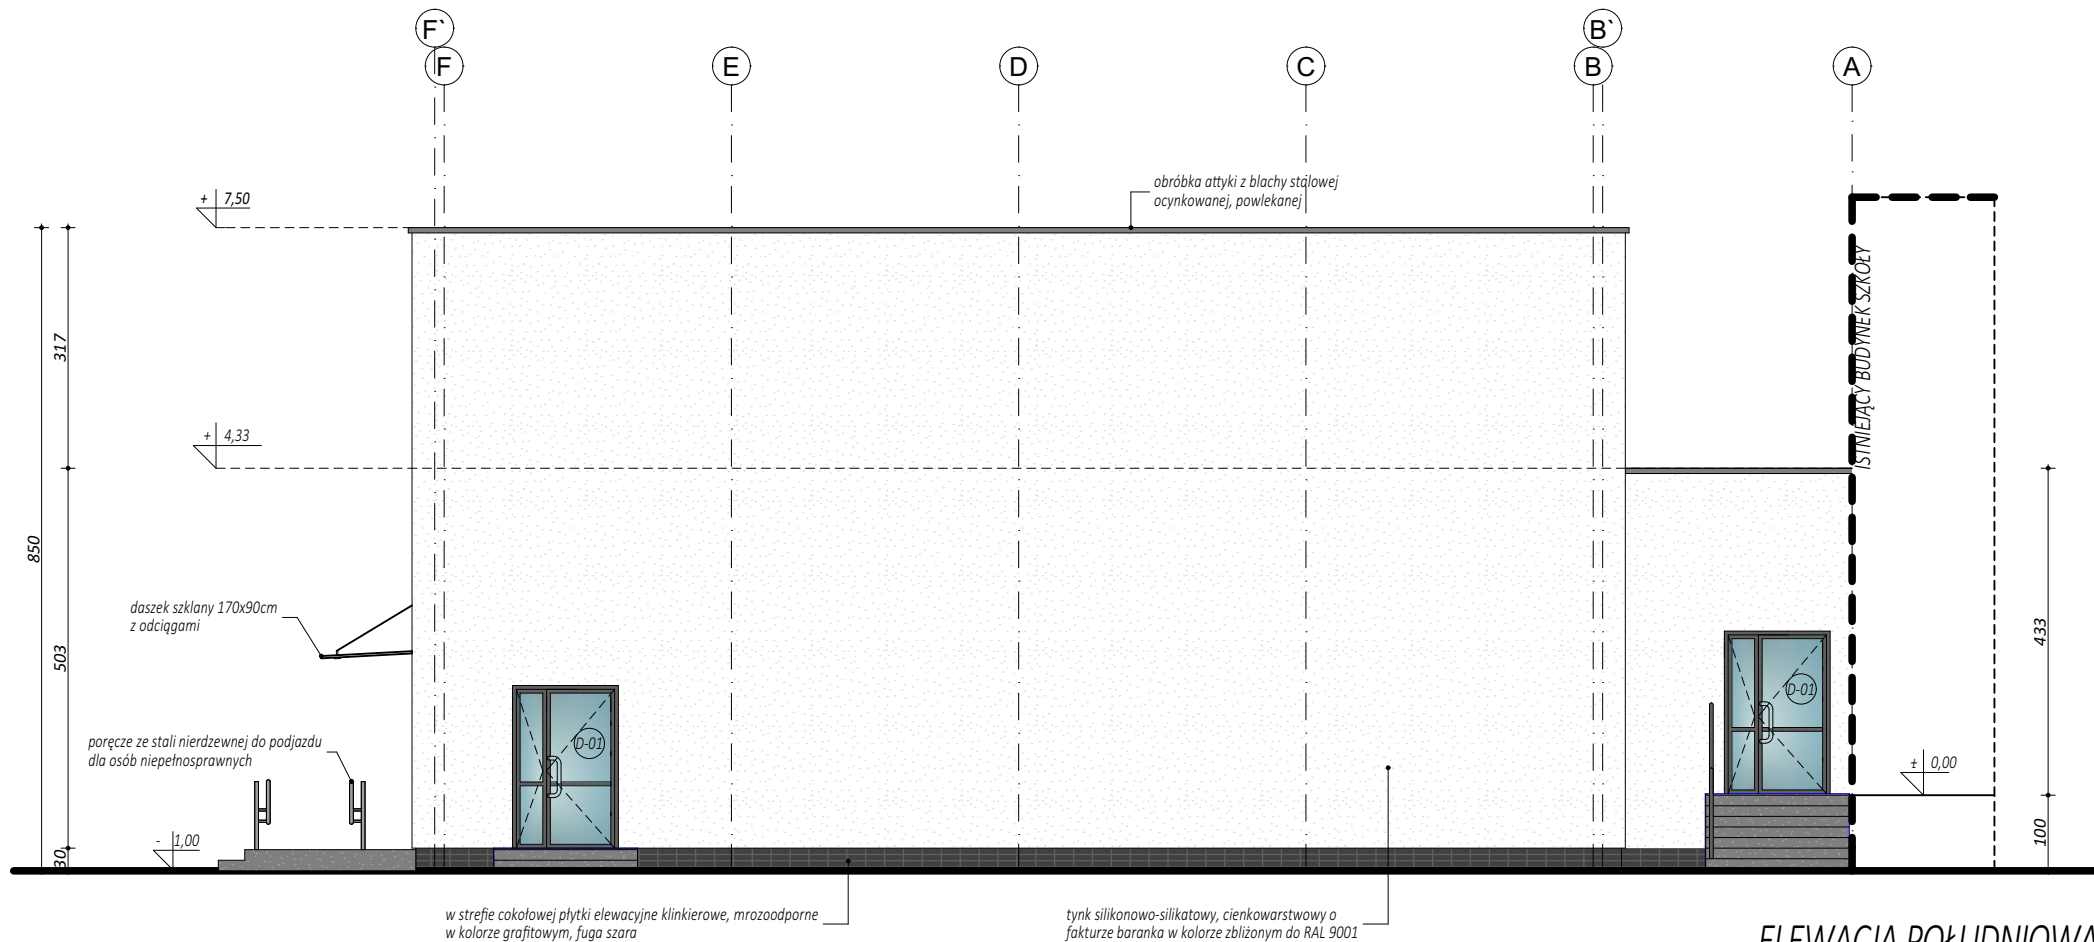 F`
B`
F
E
D
C
B
A
+ 7,50
obróbka attyki z blachy stalowej
ocynkowanej, powlekanej
ISTNIEJĄCY BUDYNEK SZKOŁY
317
+ 4,33
850
503
433
daszek szklany 170x90cm
z odciągami
D-01
D-01
poręcze ze stali nierdzewnej do podjazdu
dla osób niepełnosprawnych
± 0,00
- 1,00
30
100
w strefie cokołowej płytki elewacyjne klinkierowe, mrozoodporne
w kolorze grafitowym, fuga szara
tynk silikonowo-silikatowy, cienkowarstwowy o
fakturze baranka w kolorze zbliżonym do RAL 9001
ELEWACJA POŁUDNIOWA